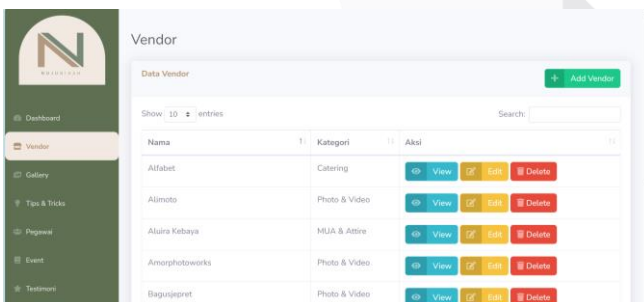 Vendor
Data Vendor
Add Vendor
Show 10 entries
Search:
Dashboard
Vendor
Gallery
Tips & Tricks
Pegawai
Event
Testimoni
Nama Kategori Aksi
Alfabet Catering View Edit Delete
Alimoto Photo & Video View Edit Delete
Aluira Kebaya MUA & Attire View Edit Delete
Amorphotoworks Photo & Video View Edit Delete
Bagusjepret Photo & Video View Edit Delete